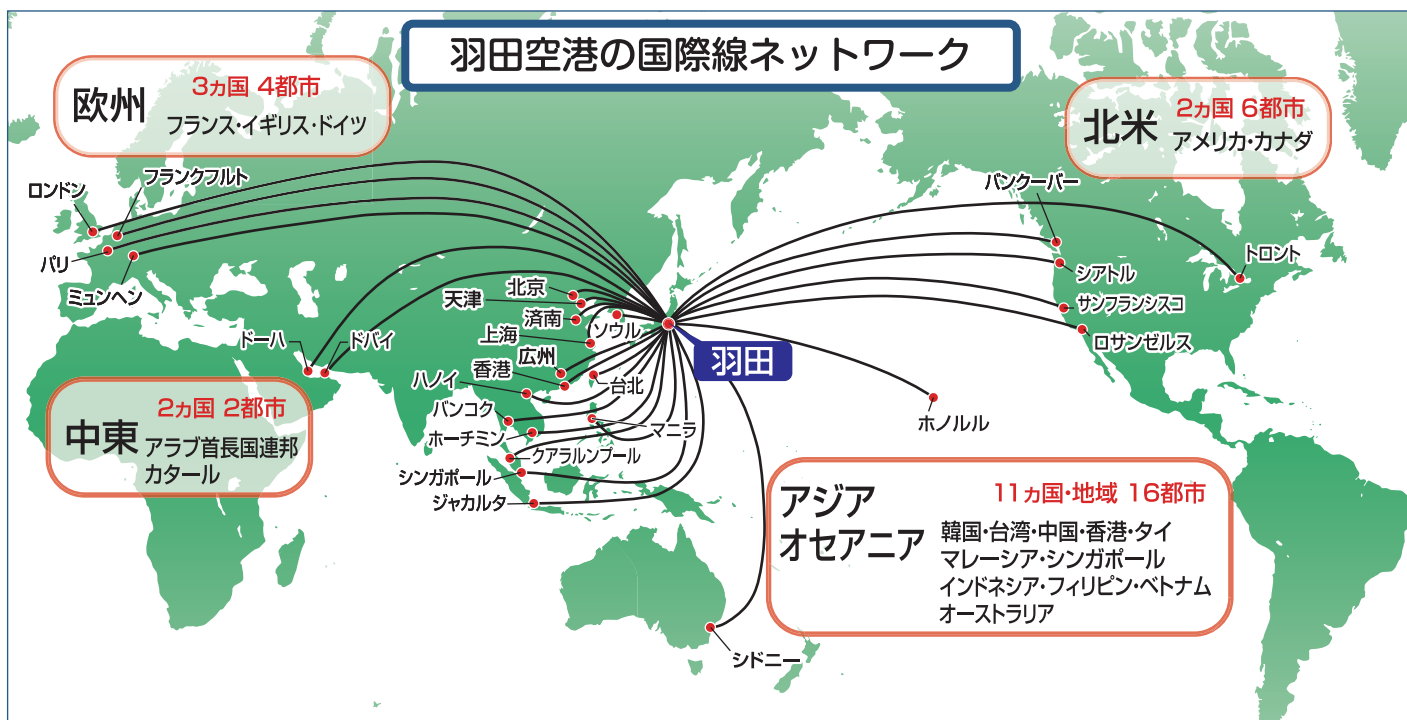 羽田空港の国際線ネットワーク
欧州
3ヵ国 4都市
フランス・イギリス・ドイツ
北米
2ヵ国 6都市
アメリカ・カナダ
ロンドン
フランクフルト
パリ
ミュンヘン
バンクーバー
シアトル
トロント
サンフランシスコ
ロサンゼルス
北京
天津
済南
ソウル
上海
羽田
広州
香港
台北
ドーハ
ドバイ
ハノイ
バンコク
マニラ
ホーチミン
クアラルンプール
シンガポール
ジャカルタ
ホノルル
中東
2ヵ国 2都市
アラブ首長国連邦
カタール
アジア
オセアニア
11ヵ国・地域 16都市
韓国・台湾・中国・香港・タイ
マレーシア・シンガポール
インドネシア・フィリピン・ベトナム
オーストラリア
シドニー